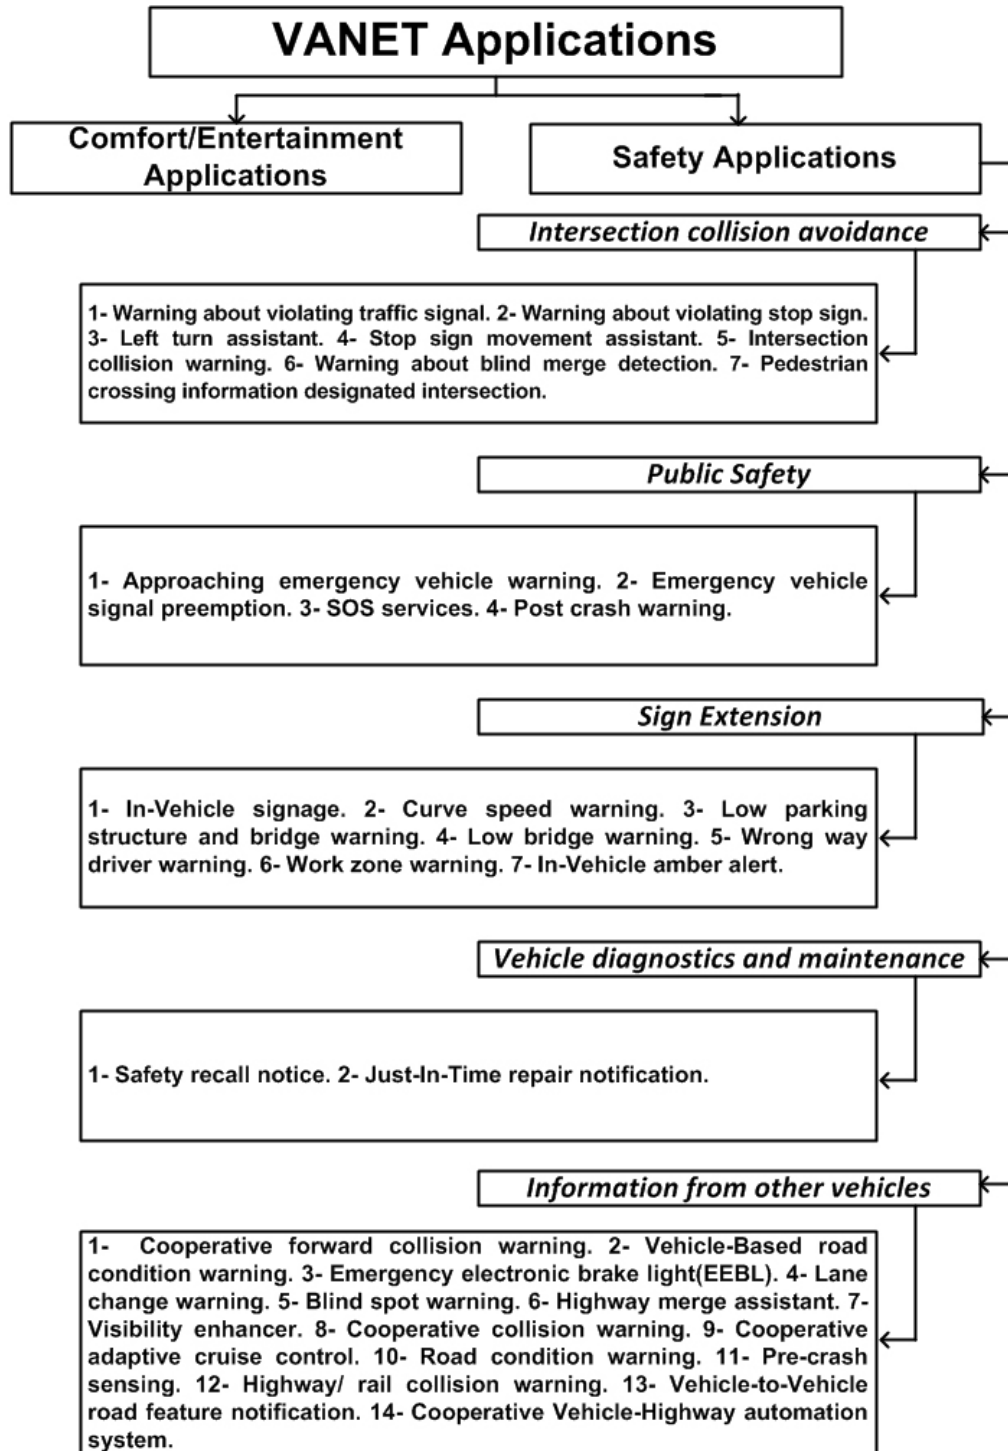 VANET Applications
Comfort/Entertainment
Applications
Safety Applications
Intersection collision avoidance
1- Warning about violating traffic signal. 2- Warning about violating stop sign.
3- Left turn assistant. 4- Stop sign movement assistant. 5- Intersection
collision warning. 6- Warning about blind merge detection. 7- Pedestrian
crossing information designated intersection.
Public Safety
1- Approaching emergency vehicle warning. 2- Emergency vehicle
signal preemption. 3- SOS services. 4- Post crash warning.
Sign Extension
1- In-Vehicle signage. 2- Curve speed warning. 3- Low parking
structure and bridge warning. 4- Low bridge warning. 5- Wrong way
driver warning. 6- Work zone warning. 7- In-Vehicle amber alert.
Vehicle diagnostics and maintenance
1- Safety recall notice. 2- Just-In-Time repair notification.
Information from other vehicles
1- Cooperative forward collision warning. 2- Vehicle-Based road
condition warning. 3- Emergency electronic brake light(EEBL). 4- Lane
change warning. 5- Blind spot warning. 6- Highway merge assistant. 7-
Visibility enhancer. 8- Cooperative collision warning. 9- Cooperative
adaptive cruise control. 10- Road condition warning. 11- Pre-crash
sensing. 12- Highway/ rail collision warning. 13- Vehicle-to-Vehicle
road feature notification. 14- Cooperative Vehicle-Highway automation
system.